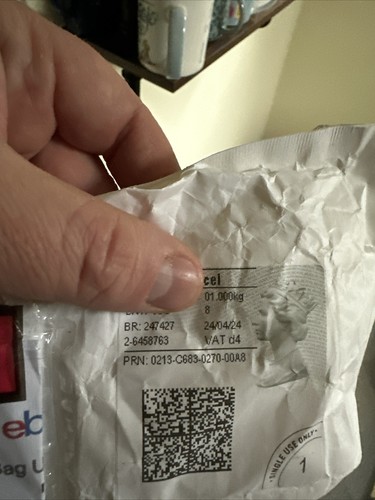 cel
01.000kg
8
BR: 247427 24/04/24
2-6458763 VAT d4
PRN: 0213-C683-0270-00A8
SINGLE USE ONLY
1
eb
Bag U